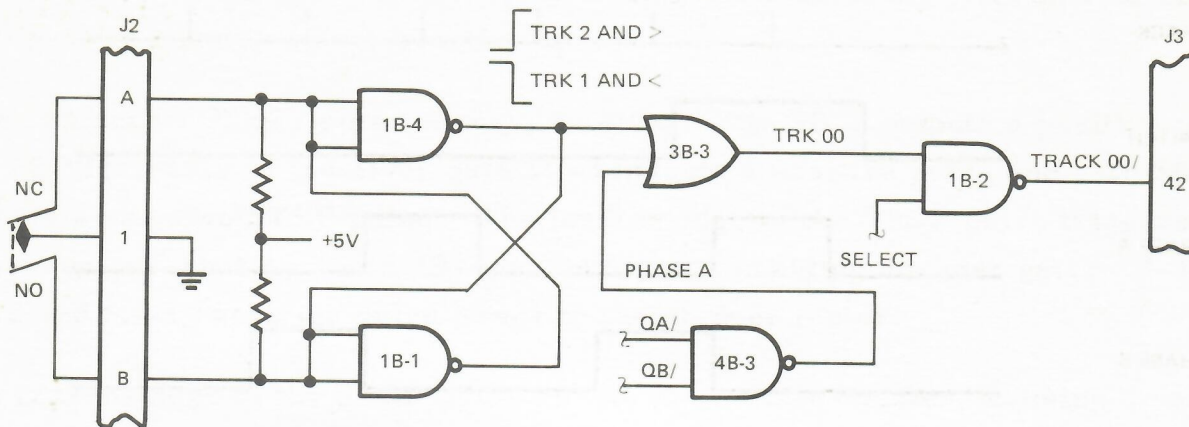 J2
TRK 2 AND >
TRK 1 AND <
J3
A
1B-4
3B-3
TRK 00
1B-2
TRACK 00/
42
NC
1
+5V
SELECT
NO
PHASE A
QA/
QB/
4B-3
1B-1
B